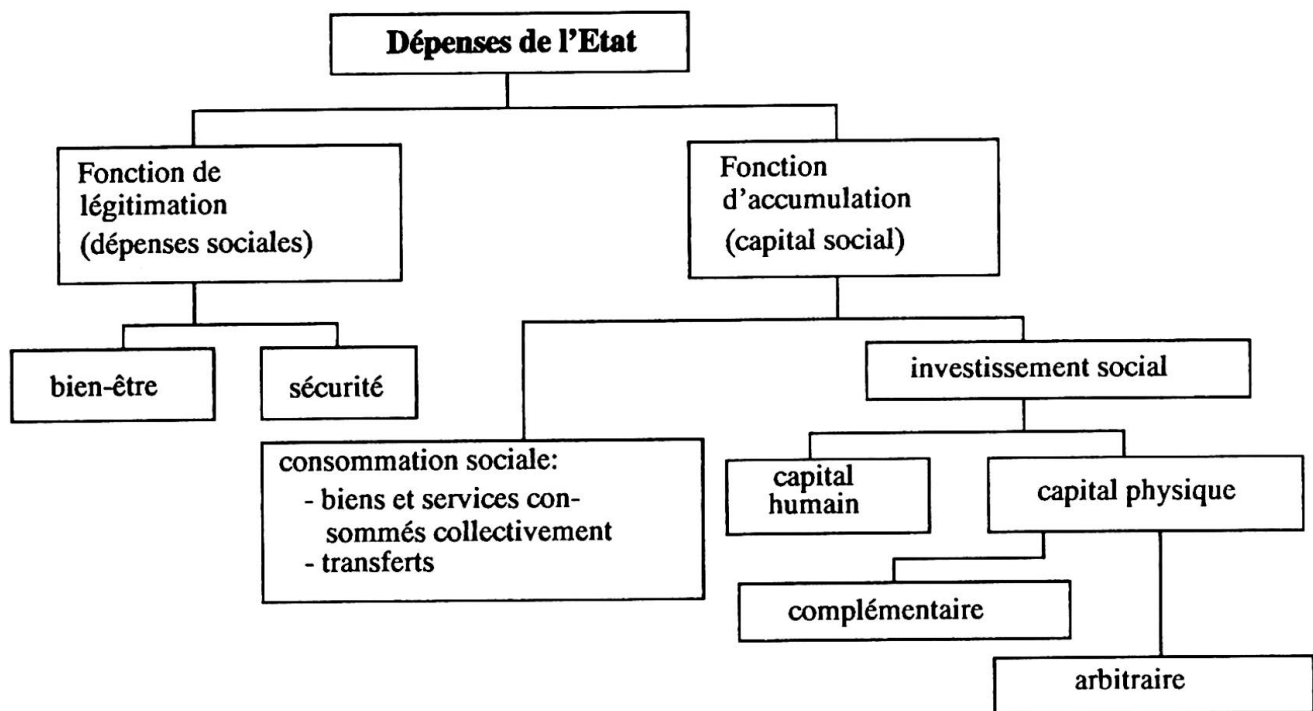 Dépenses de l'Etat
Fonction de
légitimation
(dépenses sociales)
Fonction
d'accumulation
(capital social)
bien-être
sécurité
investissement social
consommation sociale:
- biens et services con-
sommés collectivement
- transferts
capital
humain
capital physique
complémentaire
arbitraire